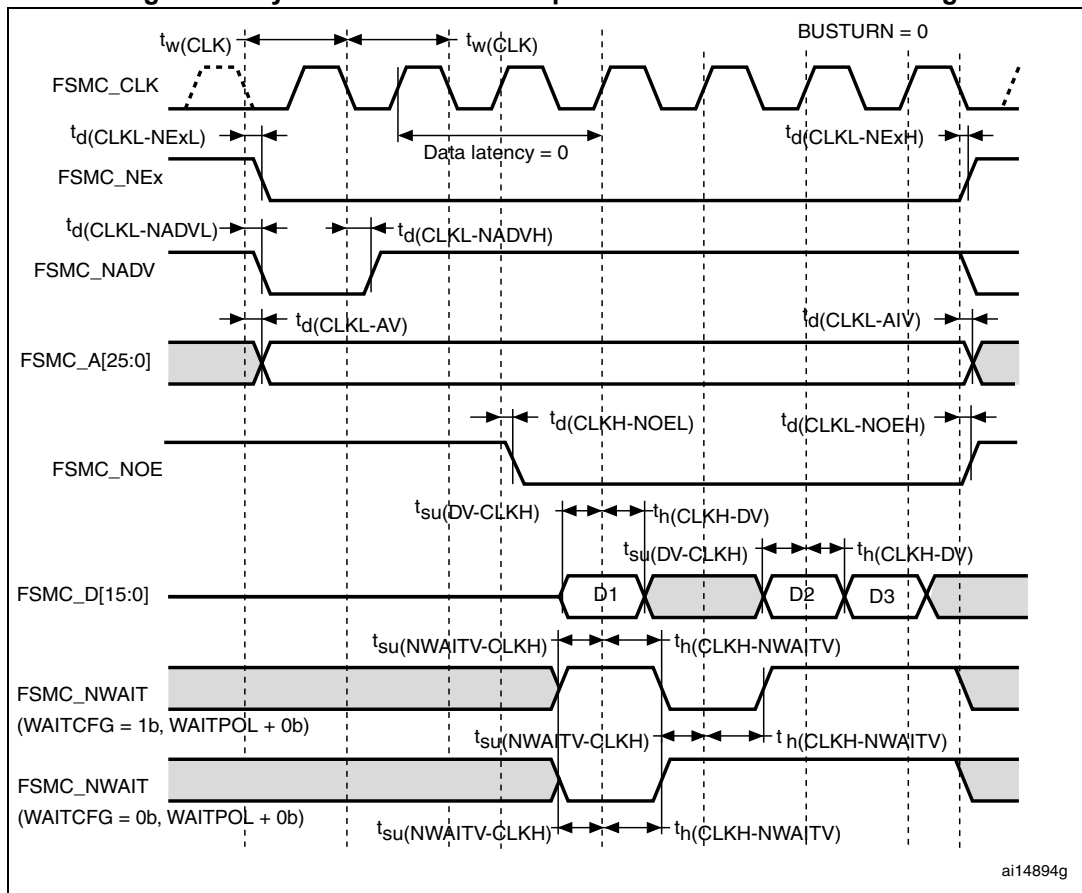 BUSTURN = 0
tw(CLK) tw(CLK)
FSMC_CLK
td(CLKL-NExL) Data latency = 0 td(CLKL-NExH)
FSMC_NEx
td(CLKL-NADVL) td(CLKL-NADVH)
FSMC_NADV
td(CLKL-AV) td(CLKL-AIV)
FSMC_A[25:0]
td(CLKH-NOEL) td(CLKL-NOEH)
FSMC_NOE
tsu(DV-CLKH) th(CLKH-DV)
tsu(DV-CLKH) th(CLKH-DV)
FSMC_D[15:0] D1 D2 D3
tsu(NWAITV-CLKH) th(CLKH-NWAITV)
FSMC_NWAIT
(WAITCFG = 1b, WAITPOL + 0b)
tsu(NWAITV-CLKH) th(CLKH-NWAITV)
FSMC_NWAIT
(WAITCFG = 0b, WAITPOL + 0b)
tsu(NWAITV-CLKH) th(CLKH-NWAITV)
ai14894g